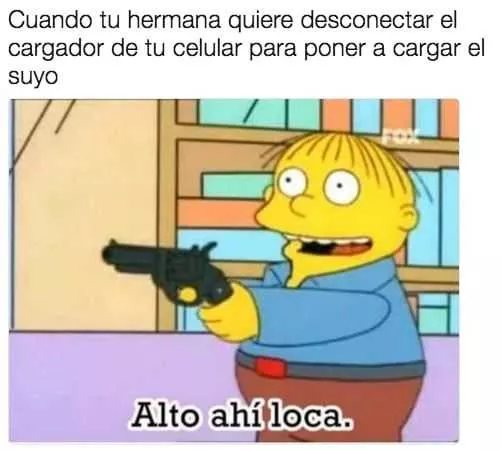 Cuando tu hermana quiere desconectar el
cargador de tu celular para poner a cargar el
suyo
FOX
Alto ahí loca.